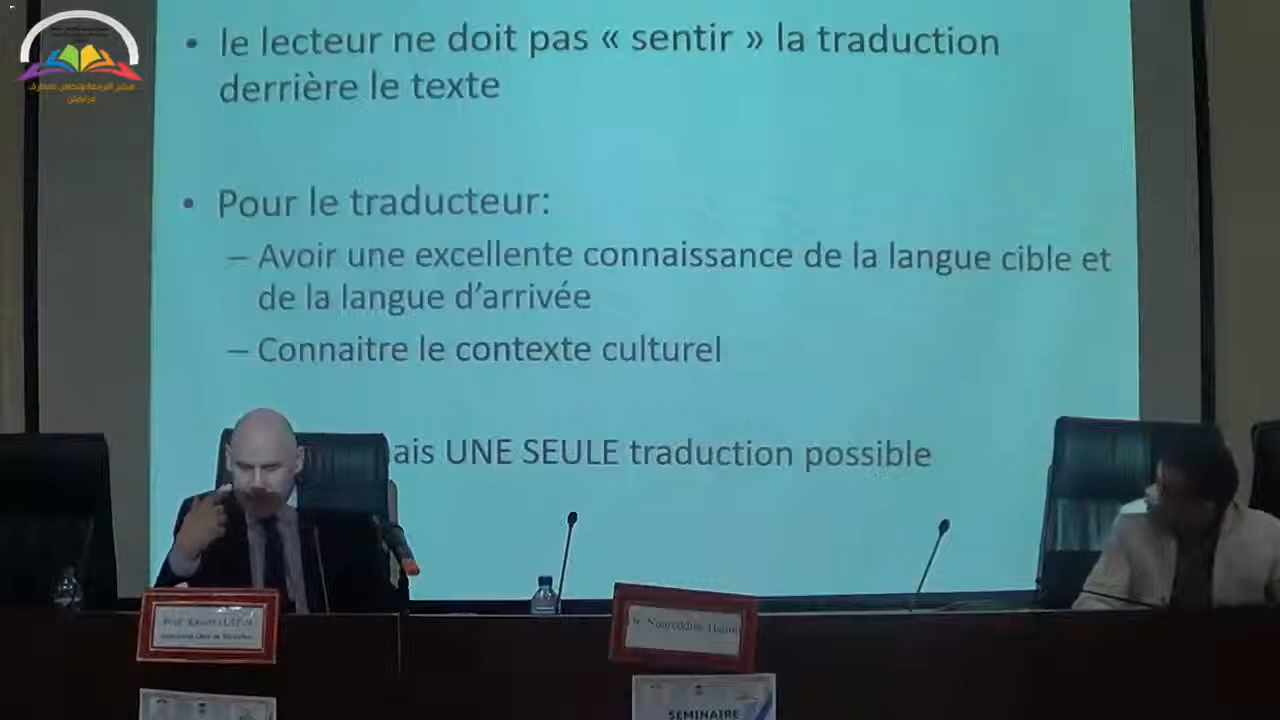 • le lecteur ne doit pas « sentir » la traduction
derrière le texte
• Pour le traducteur:
– Avoir une excellente connaissance de la langue cible et
de la langue d’arrivée
– Connaitre le contexte culturel
ais UNE SEULE traduction possible
Prof.
SEMINAIRE